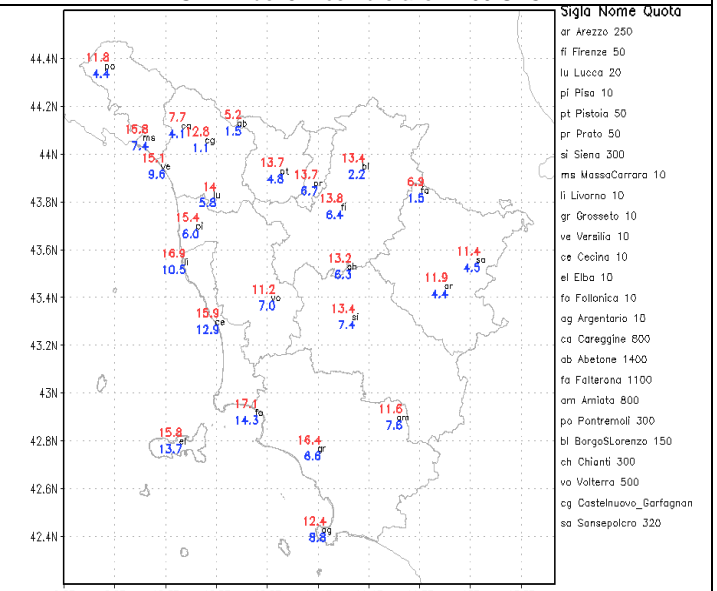 Sigla Nome Quota
ar Arezzo 250
fi Firenze 50
lu Lucca 20
pi Pisa 10
pt Pistoia 50
pr Prato 50
si Siena 300
ms MassaCarrara 10
li Livorno 10
gr Grosseto 10
ve Versilia 10
ce Cecina 10
el Elba 10
fo Follonica 10
ag Argentario 10
ca Careggine 800
ab Abetone 1400
fa Falterona 1100
am Amiata 800
po Pontremoli 300
bl BorgoSLorenzo 150
ch Chianti 300
vo Volterra 500
cg Castelnuovo_Garfagnan
sa Sansepolcro 320
44.4N
44.2N
44N
43.8N
43.6N
43.4N
43.2N
43N
42.8N
42.6N
42.4N
11.8
po
4.4
15.8
ms
7.4
7.7
ca
4.1
12.8
cg
1.1
5.2
ab
1.5
15.1
ve
9.6
14
lu
5.8
13.7
pt
4.8
13.7
pr
6.7
13.4
bl
2.2
13.8
fi
6.4
6.9
fa
1.5
15.4
pi
6.0
16.9
li
10.5
13.2
ch
6.3
11.4
sa
4.5
11.9
ar
4.4
11.2
vo
7.0
15.9
ce
12.9
13.4
si
7.4
17.1
fo
14.3
11.6
am
7.6
15.8
el
13.7
16.4
gr
6.6
12.4
ag
8.8